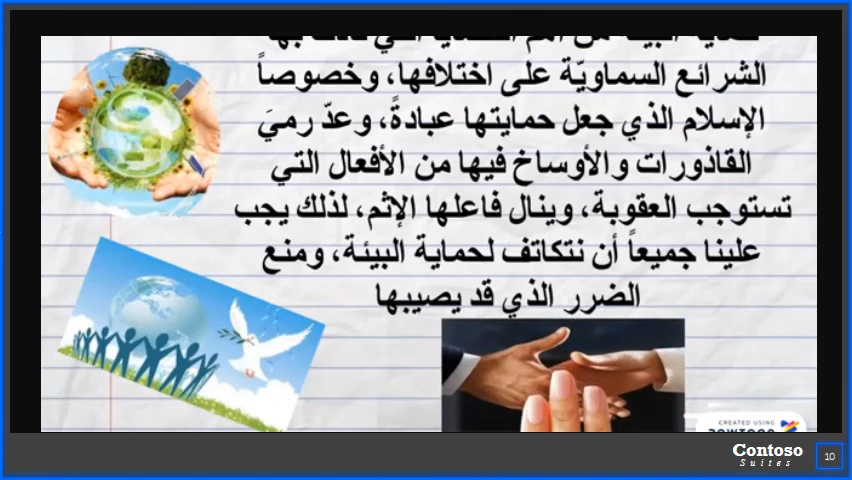 الشرائع السماويّة على اختلافها، وخصوصاً
الإسلام الذي جعل حمايتها عبادةً، وعدّ رميَ
القاذورات والأوساخ فيها من الأفعال التي
تستوجب العقوبة، وينال فاعلها الإثم، لذلك يجب
علينا جميعاً أن نتكاتف لحماية البيئة، ومنع
الضرر الذي قد يصيبها
CREATED USING
Contoso
Suites
10